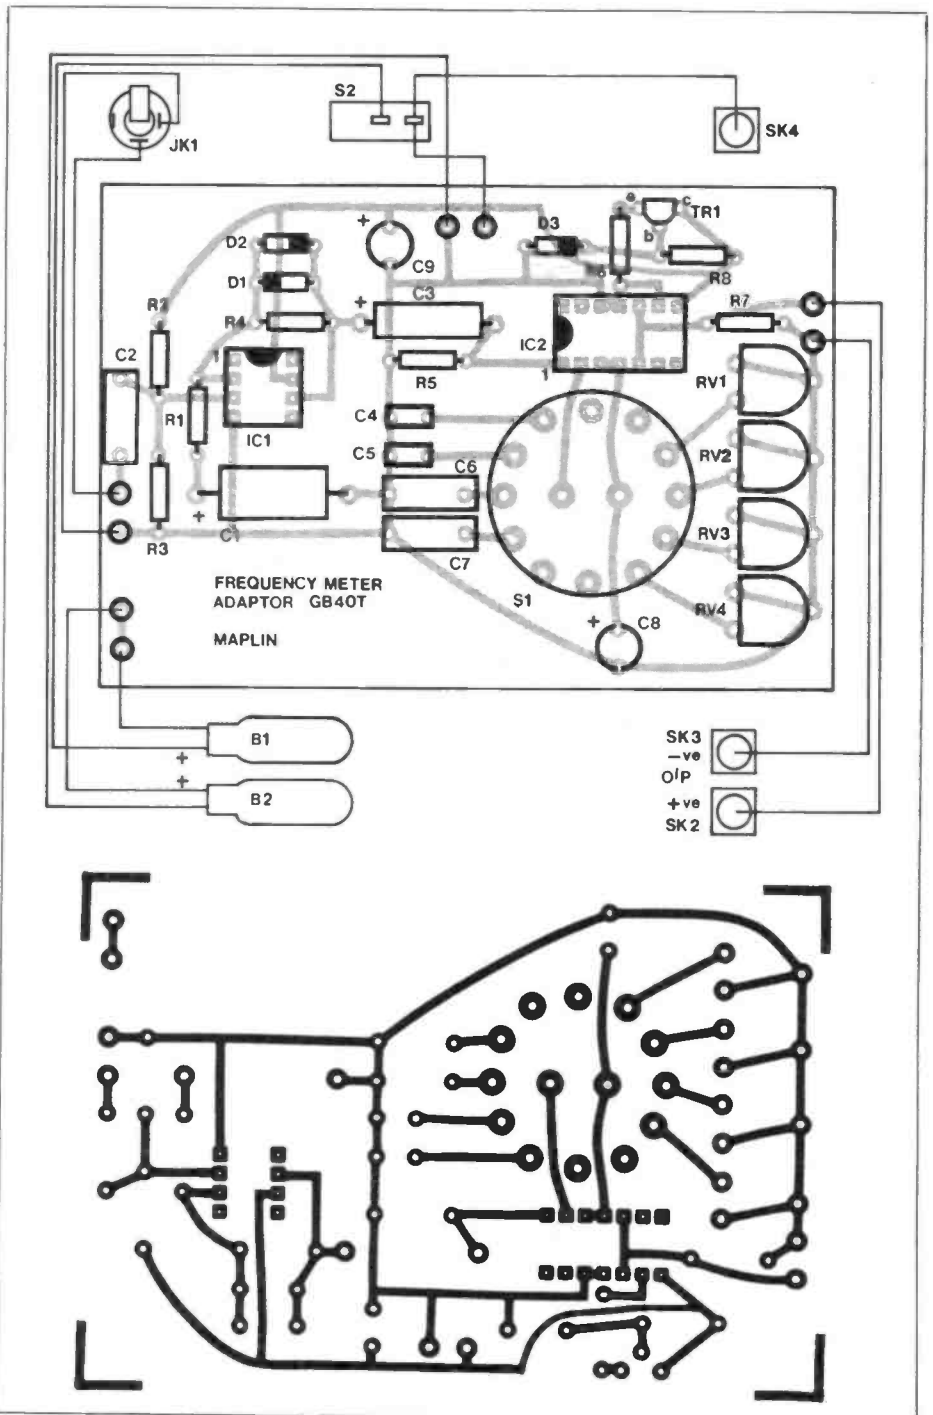 S2
JK1
SK4
e
c
TR1
b
D3
D2
+
C9
D1
R8
R2
+
C3
R7
R4
C2
1
IC2
R5
1
RV1
R1
IC1
C4
C5
C6
RV2
+
C1
R3
C7
RV3
FREQUENCY METER
ADAPTOR GB40T
S1
RV4
+
C8
MAPLIN
B1
+
+
B2
SK3
-ve
O/P
+ve
SK2